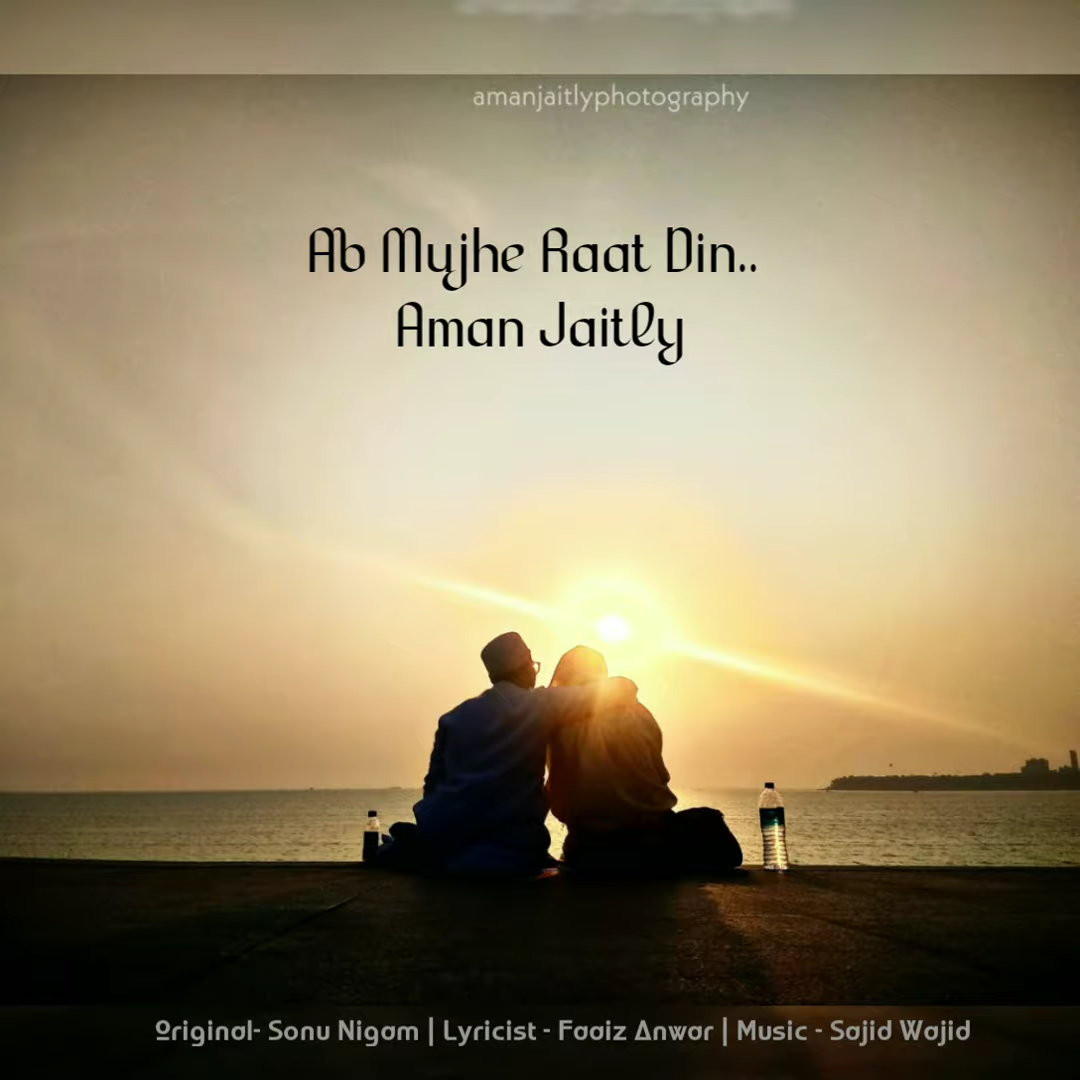 amanjaitlyphotography
Ab Mujhe Raat Din..
Aman Jaitly
Original- Sonu Nigam | Lyricist - Faaiz Anwar | Music - Sajid Wajid